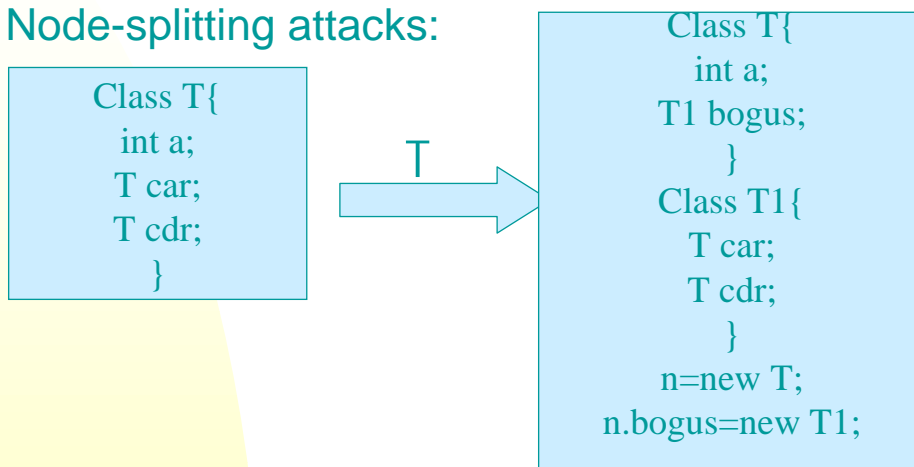 Node-splitting attacks:
Class T{
int a;
T car;
T cdr;
}
T
Class T{
int a;
T1 bogus;
}
Class T1{
T car;
T cdr;
}
n=new T;
n.bogus=new T1;